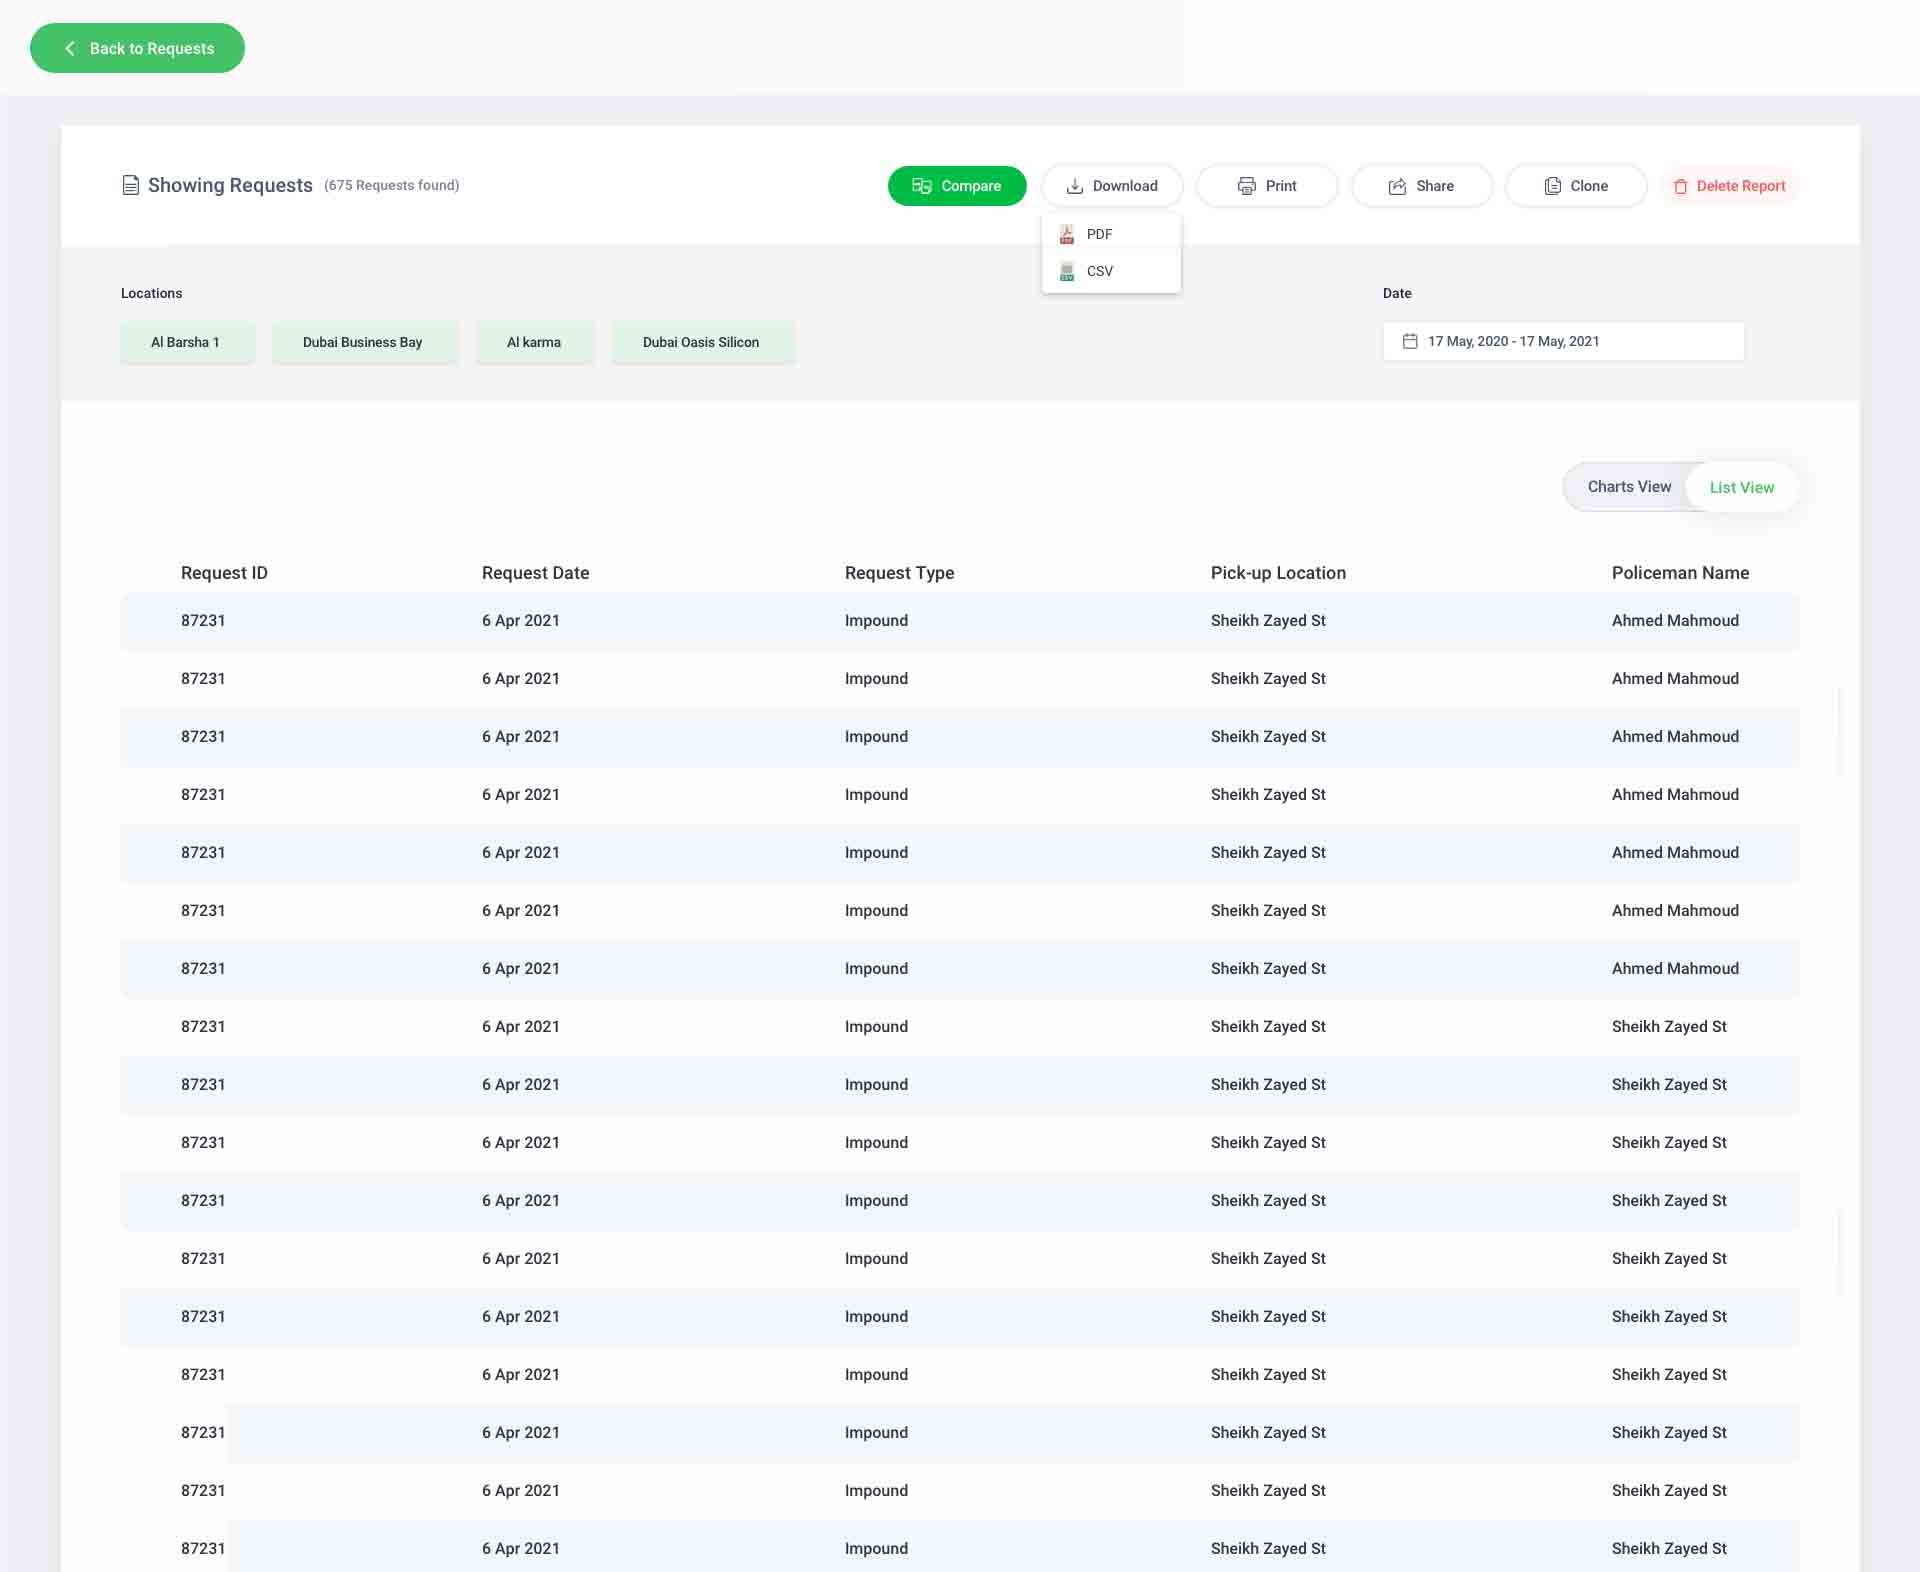 Back to Requests
Showing Requests (675 Requests found)
Compare Download Print Share Clone Delete Report
PDF
CSV
Locations Date
Al Barsha 1 Dubai Business Bay Al karma Dubai Oasis Silicon 17 May, 2020 - 17 May, 2021
Charts View List View
Request ID Request Date Request Type Pick-up Location Policeman Name
87231 6 Apr 2021 Impound Sheikh Zayed St Ahmed Mahmoud
87231 6 Apr 2021 Impound Sheikh Zayed St Ahmed Mahmoud
87231 6 Apr 2021 Impound Sheikh Zayed St Ahmed Mahmoud
87231 6 Apr 2021 Impound Sheikh Zayed St Ahmed Mahmoud
87231 6 Apr 2021 Impound Sheikh Zayed St Ahmed Mahmoud
87231 6 Apr 2021 Impound Sheikh Zayed St Ahmed Mahmoud
87231 6 Apr 2021 Impound Sheikh Zayed St Ahmed Mahmoud
87231 6 Apr 2021 Impound Sheikh Zayed St Sheikh Zayed St
87231 6 Apr 2021 Impound Sheikh Zayed St Sheikh Zayed St
87231 6 Apr 2021 Impound Sheikh Zayed St Sheikh Zayed St
87231 6 Apr 2021 Impound Sheikh Zayed St Sheikh Zayed St
87231 6 Apr 2021 Impound Sheikh Zayed St Sheikh Zayed St
87231 6 Apr 2021 Impound Sheikh Zayed St Sheikh Zayed St
87231 6 Apr 2021 Impound Sheikh Zayed St Sheikh Zayed St
87231 6 Apr 2021 Impound Sheikh Zayed St Sheikh Zayed St
87231 6 Apr 2021 Impound Sheikh Zayed St Sheikh Zayed St
87231 6 Apr 2021 Impound Sheikh Zayed St Sheikh Zayed St